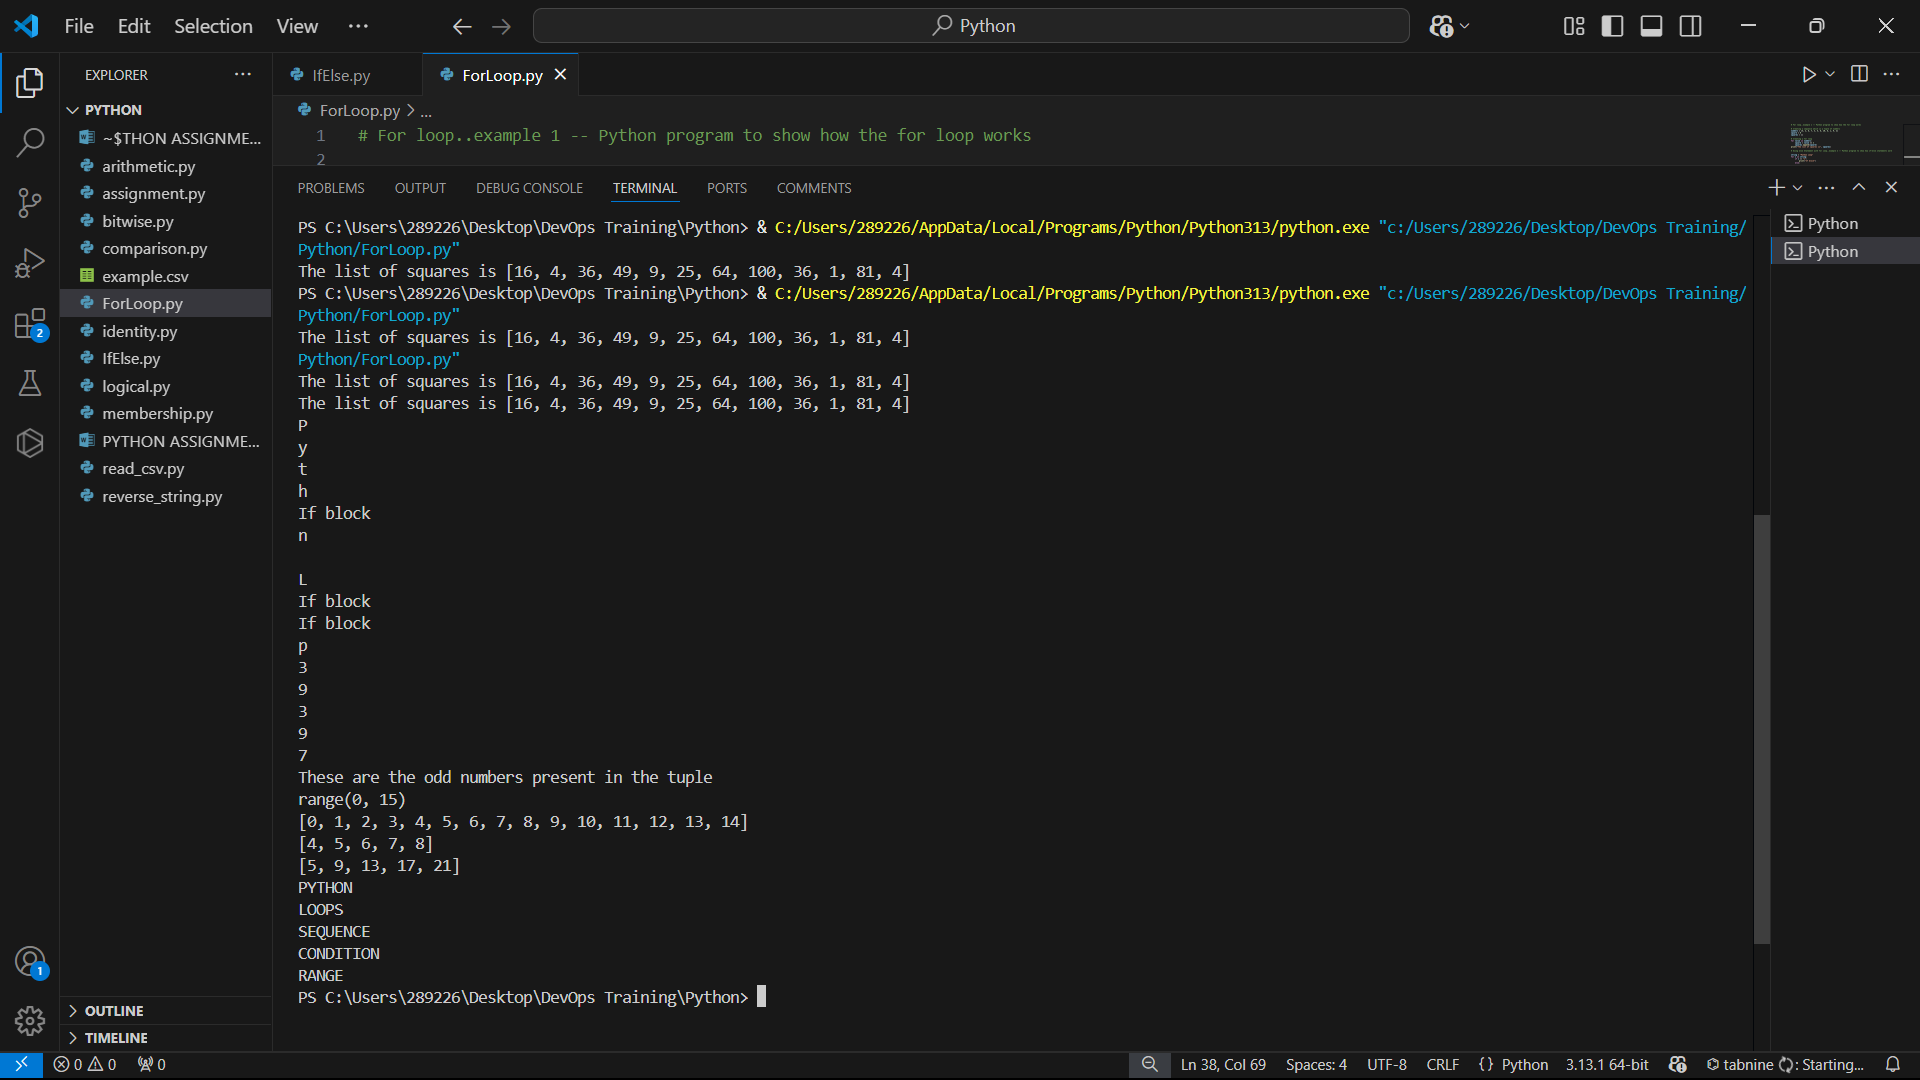 File Edit Selection View ... Python
EXPLORER ...
PYTHON
~$THON ASSIGNME...
arithmetic.py
assignment.py
bitwise.py
comparison.py
example.csv
ForLoop.py
identity.py
IfElse.py
logical.py
membership.py
PYTHON ASSIGNME...
read_csv.py
reverse_string.py
OUTLINE
TIMELINE
2
1
IfElse.py ForLoop.py
ForLoop.py > ...
1 # For loop..example 1 -- Python program to show how the for loop works
2
PROBLEMS OUTPUT DEBUG CONSOLE TERMINAL PORTS COMMENTS
PS C:\Users\289226\Desktop\DevOps Training\Python> & C:/Users/289226/AppData/Local/Programs/Python/Python313/python.exe "c:/Users/289226/Desktop/DevOps Training/
Python/ForLoop.py"
The list of squares is [16, 4, 36, 49, 9, 25, 64, 100, 36, 1, 81, 4]
PS C:\Users\289226\Desktop\DevOps Training\Python> & C:/Users/289226/AppData/Local/Programs/Python/Python313/python.exe "c:/Users/289226/Desktop/DevOps Training/
Python/ForLoop.py"
The list of squares is [16, 4, 36, 49, 9, 25, 64, 100, 36, 1, 81, 4]
Python/ForLoop.py"
The list of squares is [16, 4, 36, 49, 9, 25, 64, 100, 36, 1, 81, 4]
The list of squares is [16, 4, 36, 49, 9, 25, 64, 100, 36, 1, 81, 4]
P
y
t
h
If block
n
L
If block
If block
p
3
9
3
9
7
These are the odd numbers present in the tuple
range(0, 15)
[0, 1, 2, 3, 4, 5, 6, 7, 8, 9, 10, 11, 12, 13, 14]
[4, 5, 6, 7, 8]
[5, 9, 13, 17, 21]
PYTHON
LOOPS
SEQUENCE
CONDITION
RANGE
PS C:\Users\289226\Desktop\DevOps Training\Python>
Python
Python
0 0 0 Ln 38, Col 69 Spaces: 4 UTF-8 CRLF {} Python 3.13.1 64-bit tabnine : Starting...